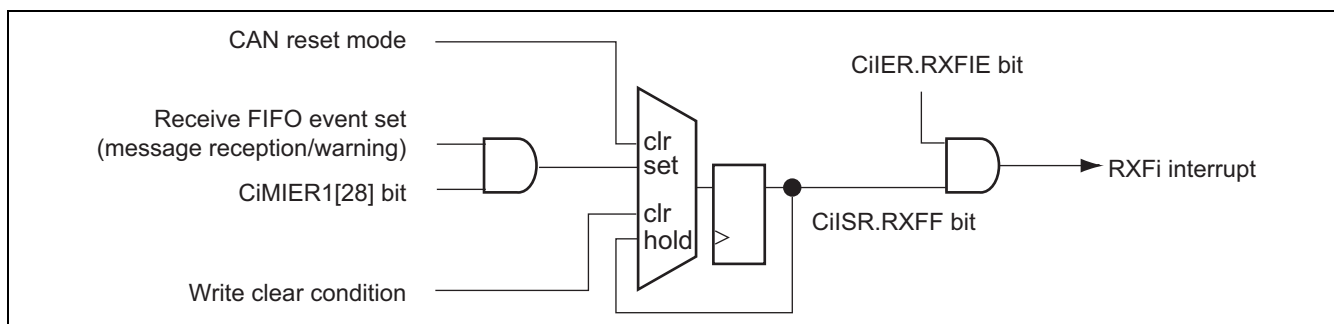 CAN reset mode
CiIER.RXFIE bit
Receive FIFO event set
(message reception/warning)
CiMIER1[28] bit
clr
set
clr
hold
RXFi interrupt
CiISR.RXFF bit
Write clear condition